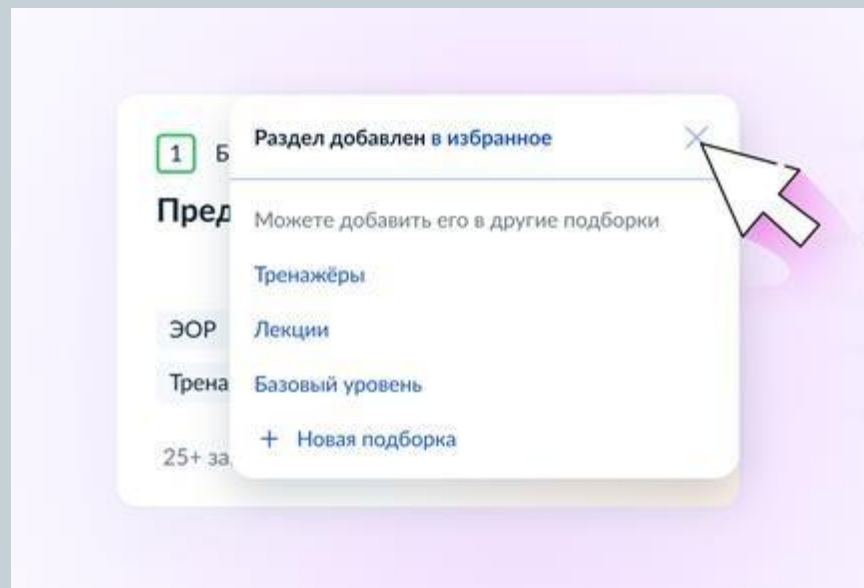 1 Б
Раздел добавлен в избранное
Пред
Можете добавить его в другие подборки
Тренажёры
ЭОР
Лекции
Трена
Базовый уровень
+ Новая подборка
25+ за